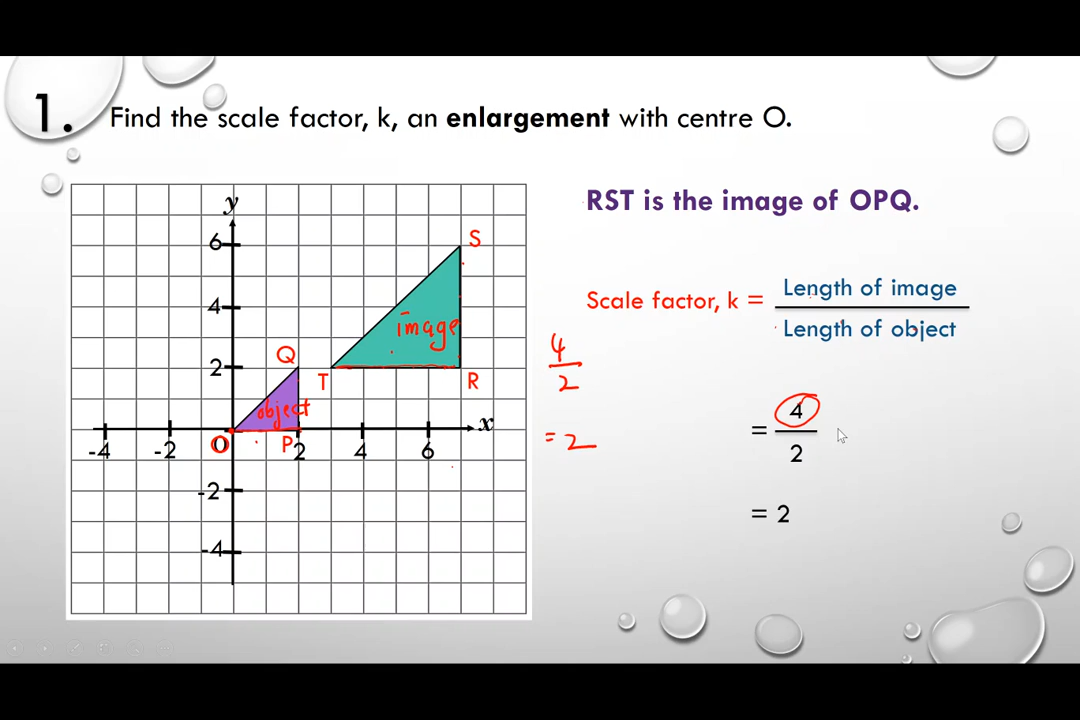 1. Find the scale factor, k, an enlargement with centre O.
RST is the image of OPQ.
y
6
S
4
image
Q
2
T
R
object
x
-4
-2
O
P
2
4
6
-2
-4
Scale factor, k = Length of image
Length of object
4
2
= 2
= 4
2
= 2